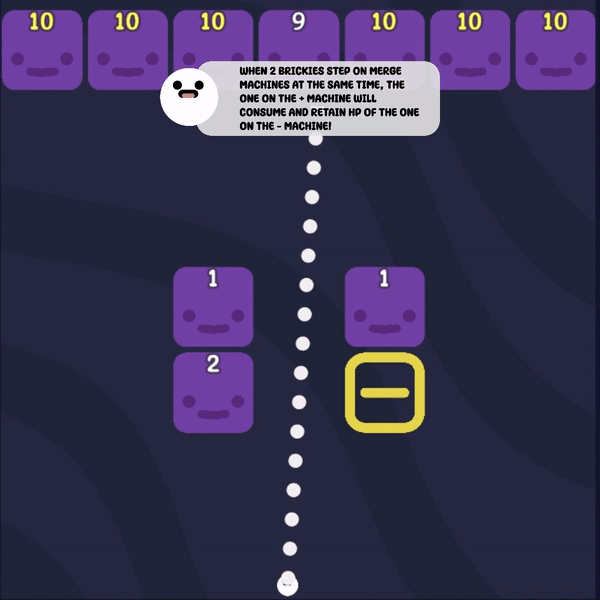 10 10 10 9 10 10 10
WHEN 2 BRICKIES STEP ON MERGE
MACHINES AT THE SAME TIME, THE
ONE ON THE + MACHINE WILL
CONSUME AND RETAIN HP OF THE ONE
ON THE - MACHINE!
1 1
2